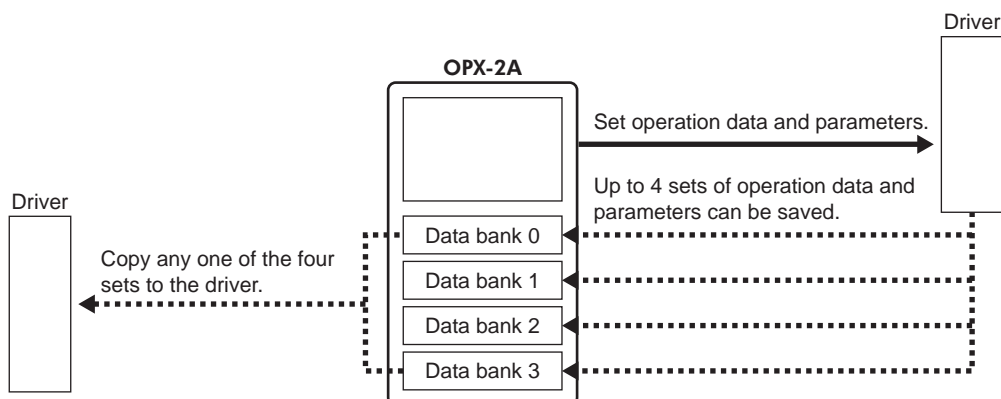 Driver
OPX-2A
Set operation data and parameters.
Up to 4 sets of operation data and
parameters can be saved.
Driver
Copy any one of the four
sets to the driver.
Data bank 0
Data bank 1
Data bank 2
Data bank 3